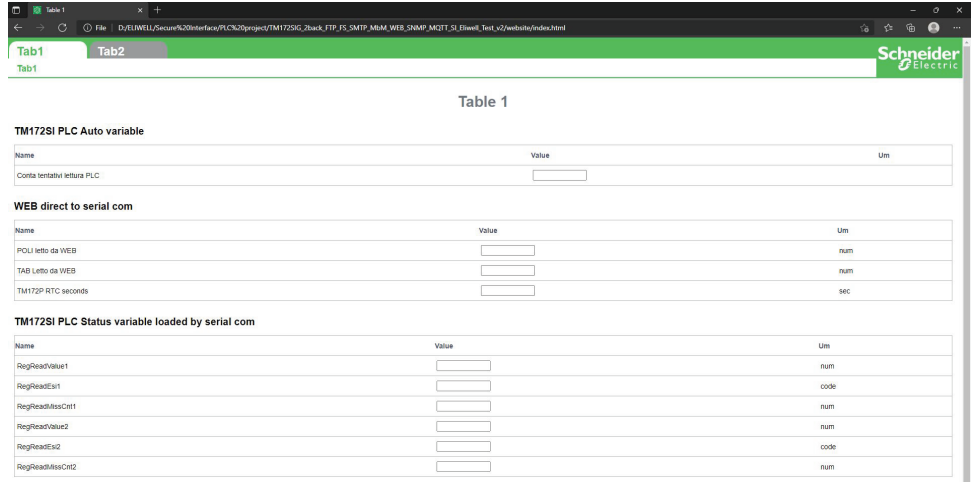 Table 1
File D:/ELIWELL/Secure%20Interface/PLC%20project/TM172SIG_2back_FTP_FS_SMTP_MbM_WEB_SNMP_MQTT_SI_Eliwell_Test_v2/website/index.html
Tab1 Tab2
Schneider Electric
Tab1
Table 1
TM172SI PLC Auto variable
Name Value Um
Conta tentativi lettura PLC
WEB direct to serial com
Name Value Um
POLI letto da WEB num
TAB Letto da WEB num
TM172P RTC seconds sec
TM172SI PLC Status variable loaded by serial com
Name Value Um
RegReadValue1 num
RegReadEsi1 code
RegReadMissCnt1 num
RegReadValue2 num
RegReadEsi2 code
RegReadMissCnt2 num